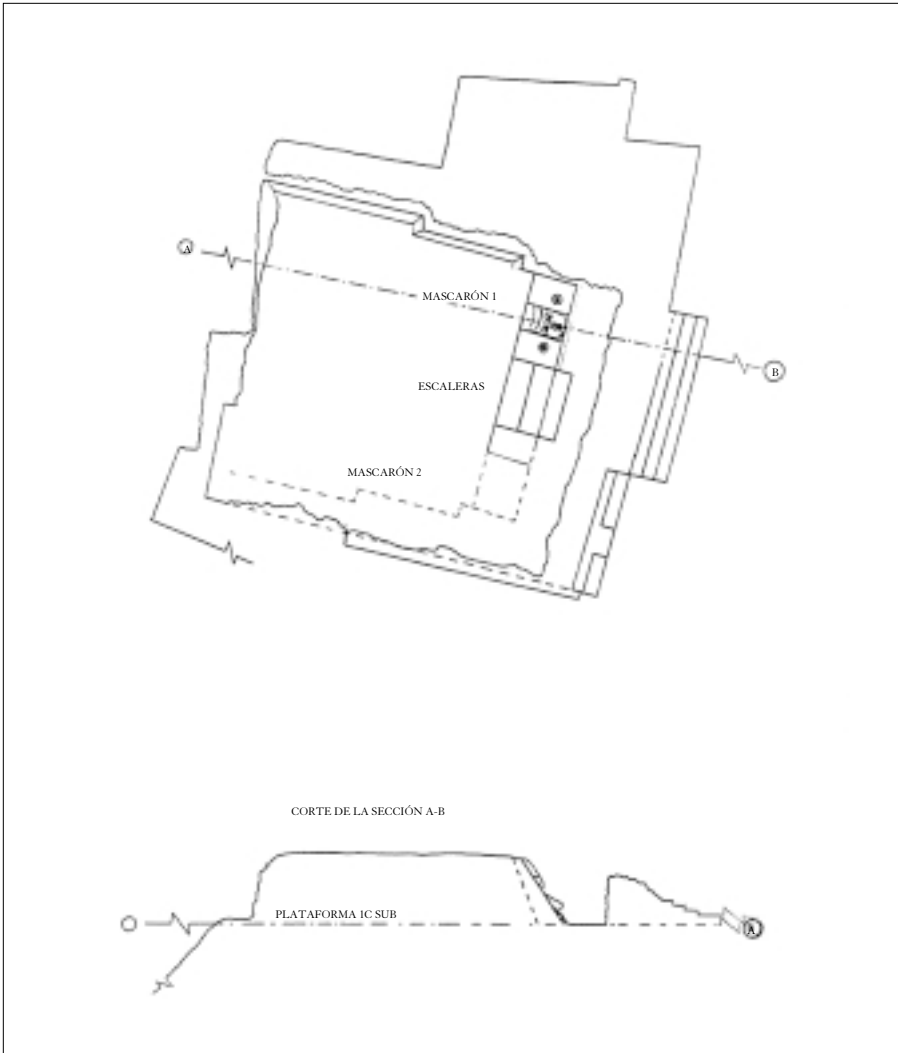 A
MASCARÓN 1
B
ESCALERAS
MASCARÓN 2
CORTE DE LA SECCIÓN A-B
PLATAFORMA 1C SUB
A